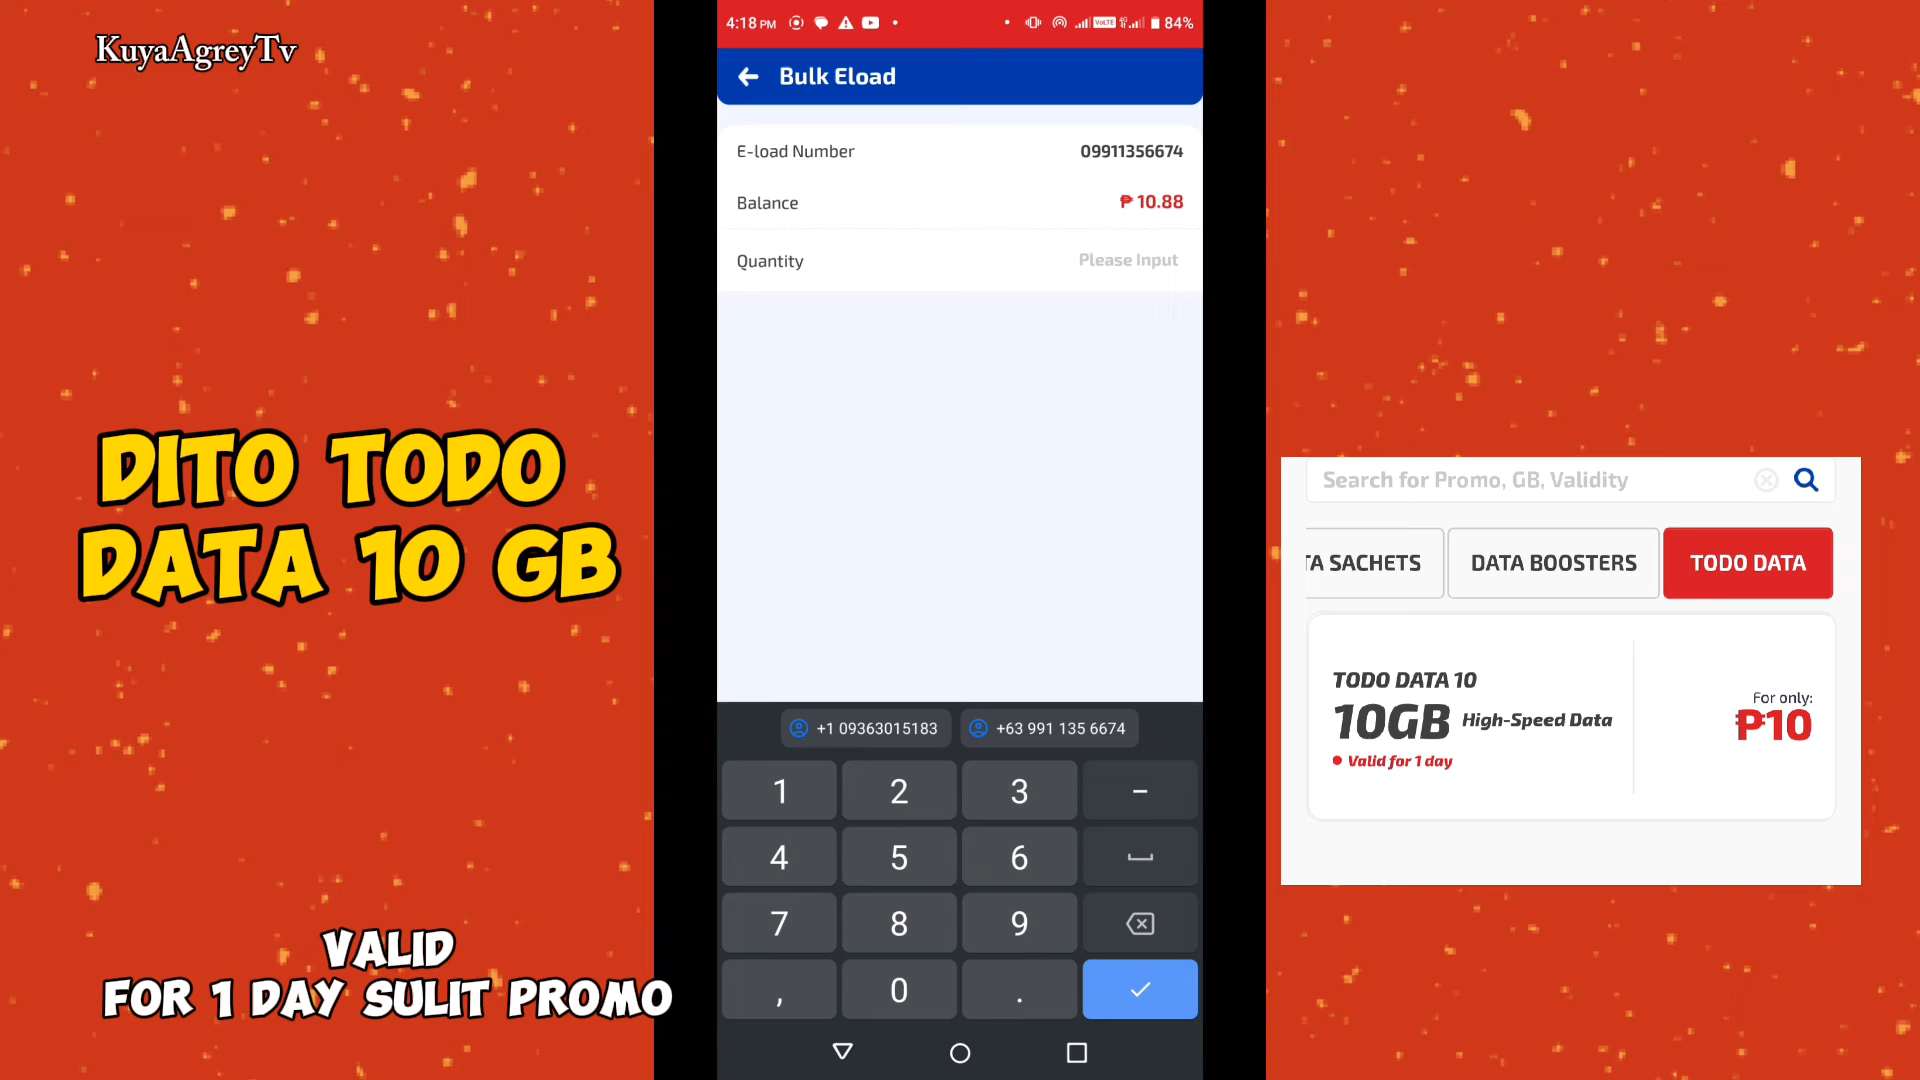 KuyaAgreyTv
DITO TODO
DATA 10 GB
VALID
FOR 1 DAY SULIT PROMO
4:18 PM
VoLTE
4G
84%
Bulk Eload
E-load Number
09911356674
Balance
₱ 10.88
Quantity
Please Input
+1 09363015183
+63 991 135 6674
1
2
3
-
4
5
6
7
8
9
,
0
.
Search for Promo, GB, Validity
TA SACHETS
DATA BOOSTERS
TODO DATA
TODO DATA 10
10GB High-Speed Data
Valid for 1 day
For only:
₱10